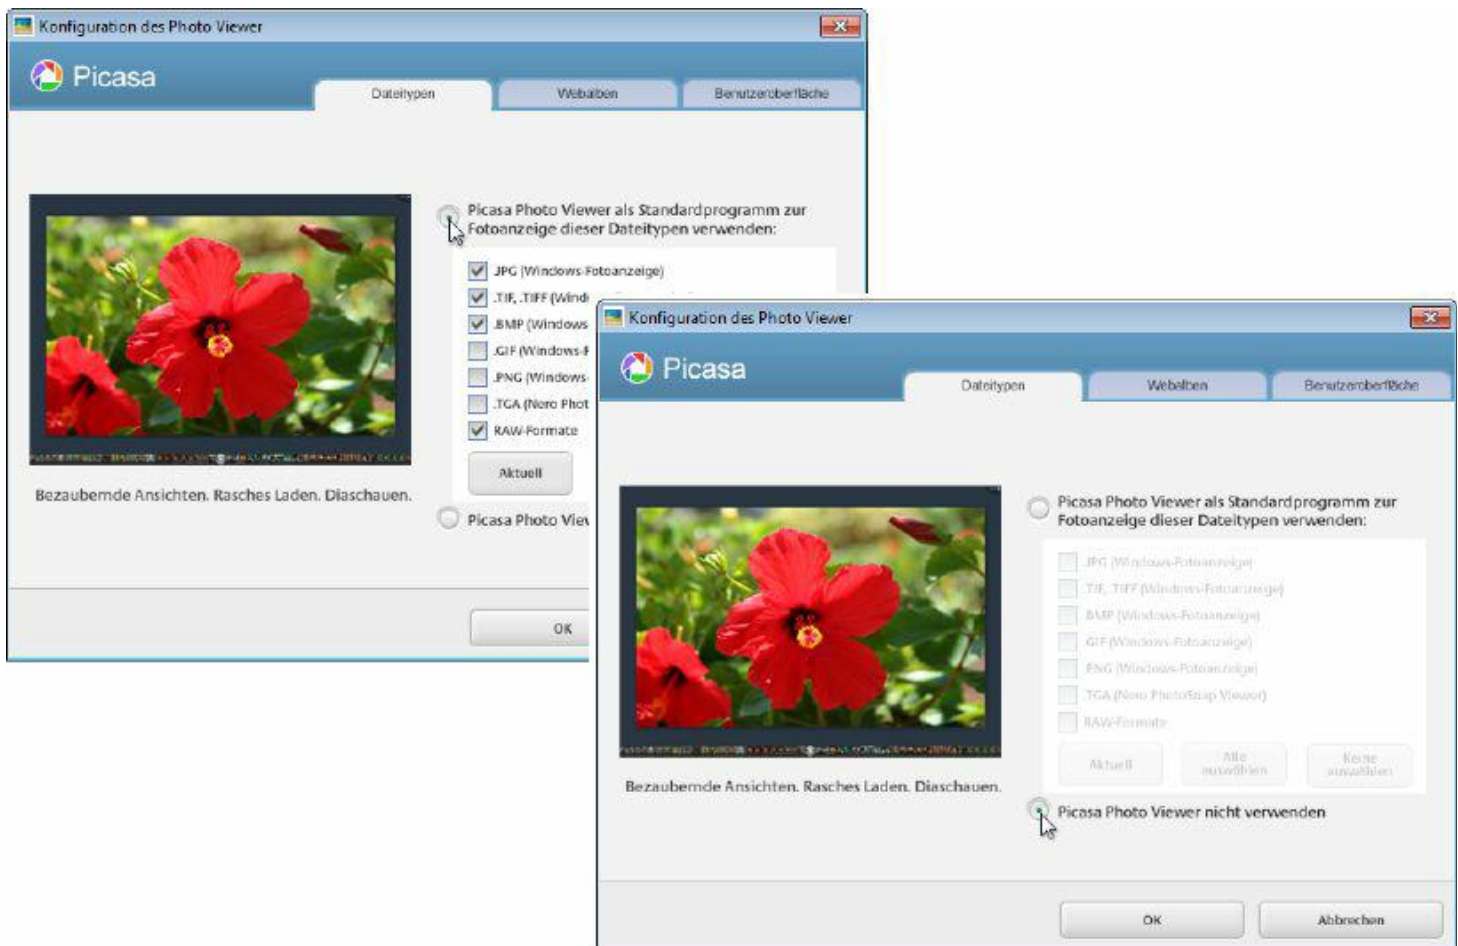 Konfiguration des Photo Viewer
Picasa
Dateitypen
Webalben
Benutzeroberfläche
Picasa Photo Viewer als Standardprogramm zur
Fotoanzeige dieser Dateitypen verwenden:
.JPG (Windows-Fotoanzeige)
.TIF, .TIFF (Wind
.BMP (Windows
.GIF (Windows-F
.PNG (Windows-
.TGA (Nero Phot
RAW-Formate
Aktuell
Bezaubernde Ansichten. Rasches Laden. Diaschauen.
Picasa Photo View
OK
Konfiguration des Photo Viewer
Picasa
Dateitypen
Webalben
Benutzeroberfläche
Picasa Photo Viewer als Standardprogramm zur
Fotoanzeige dieser Dateitypen verwenden:
.JPG (Windows-Fotoanzeige)
.TIF, .TIFF (Windows-Fotoanzeige)
.BMP (Windows-Fotoanzeige)
.GIF (Windows-Fotoanzeige)
.PNG (Windows-Fotoanzeige)
.TGA (Nero PhotoSnap Viewer)
RAW-Formate
Aktuell
Alle
auswählen
Keine
auswählen
Bezaubernde Ansichten. Rasches Laden. Diaschauen.
Picasa Photo Viewer nicht verwenden
OK
Abbrechen